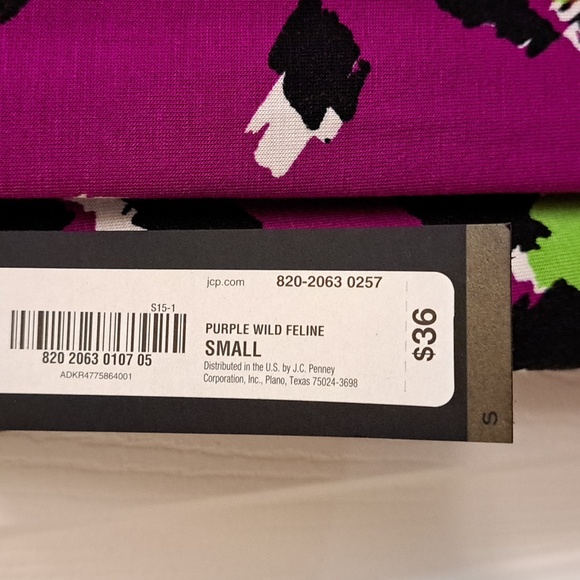 jcp.com 820-2063 0257
S15-1
820 2063 0107 05
ADKR4775864001
PURPLE WILD FELINE
SMALL
Distributed in the U.S. by J.C. Penney
Corporation, Inc., Plano, Texas 75024-3698
$36
S